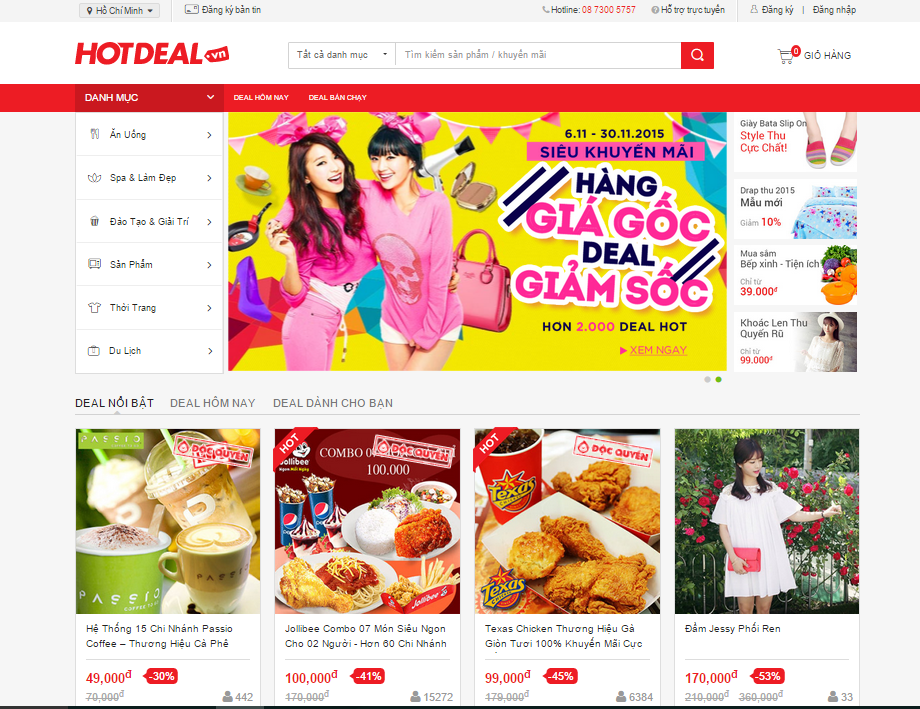 Hồ Chí Minh
Đăng ký bản tin
Hotline: 08 7300 5757
Hỗ trợ trực tuyến
Đăng ký | Đăng nhập
HOTDEAL.vn
Tất cả danh mục
Tìm kiếm sản phẩm / khuyến mãi
0
GIỎ HÀNG
DANH MỤC
DEAL HÔM NAY
DEAL BÁN CHẠY
Ăn Uống
Spa & Làm Đẹp
Đào Tạo & Giải Trí
Sản Phẩm
Thời Trang
Du Lịch
6.11 - 30.11.2015
SIÊU KHUYẾN MÃI
HÀNG
GIÁ GỐC
DEAL
GIẢM SỐC
HƠN 2.000 DEAL HOT
XEM NGAY
Giày Bata Slip On
Style Thu
Cực Chất!
Drap thu 2015
Mẫu mới
Giảm 10%
Mua sắm
Bếp xinh - Tiện ích
Chỉ từ
39.000đ
Khoác Len Thu
Quyến Rũ
Chỉ từ
99.000đ
DEAL NỔI BẬT
DEAL HÔM NAY
DEAL DÀNH CHO BẠN
PASSIO
ĐỘC QUYỀN
PASSIO
PASSIO
COFFEE TO GO
Hệ Thống 15 Chi Nhánh Passio
Coffee – Thương Hiệu Cà Phê
49,000đ
-30%
70,000đ
442
HOT
Jollibee
COMBO
ĐỘC QUYỀN
100.000
PEPSI
Jollibee
Jollibee Combo 07 Món Siêu Ngon
Cho 02 Người - Hơn 60 Chi Nhánh
100,000đ
-41%
170,000đ
15272
HOT
ĐỘC QUYỀN
Texas
Texas
Texas Chicken Thương Hiệu Gà
Giòn Tươi 100% Khuyến Mãi Cực
99,000đ
-45%
179,000đ
6384
Đầm Jessy Phối Ren
170,000đ
-53%
210,000đ 360,000đ
33